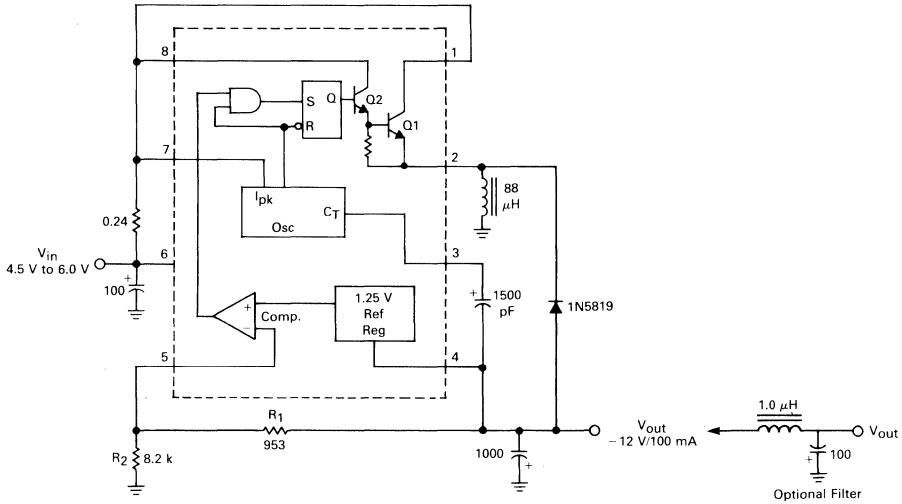 8
1
S
Q
Q2
R
Q1
7
2
Ipk
CT
Osc
88
μH
0.24
Vin
4.5 V to 6.0 V
6
3
100
+
+
1500
pF
1N5819
1.25 V
Ref
Reg
+
−
Comp.
5
4
R1
953
R2
8.2 k
1000
+
Vout
−12 V/100 mA
1.0 μH
Vout
100
+
Optional Filter